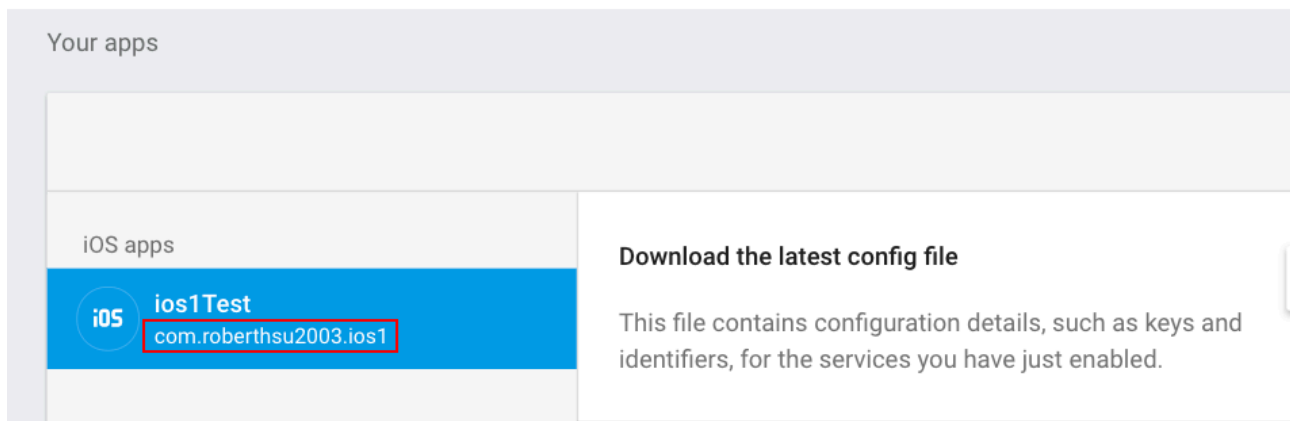 Your apps
iOS apps
iOS
ios1Test
com.roberthsu2003.ios1
Download the latest config file
This file contains configuration details, such as keys and
identifiers, for the services you have just enabled.